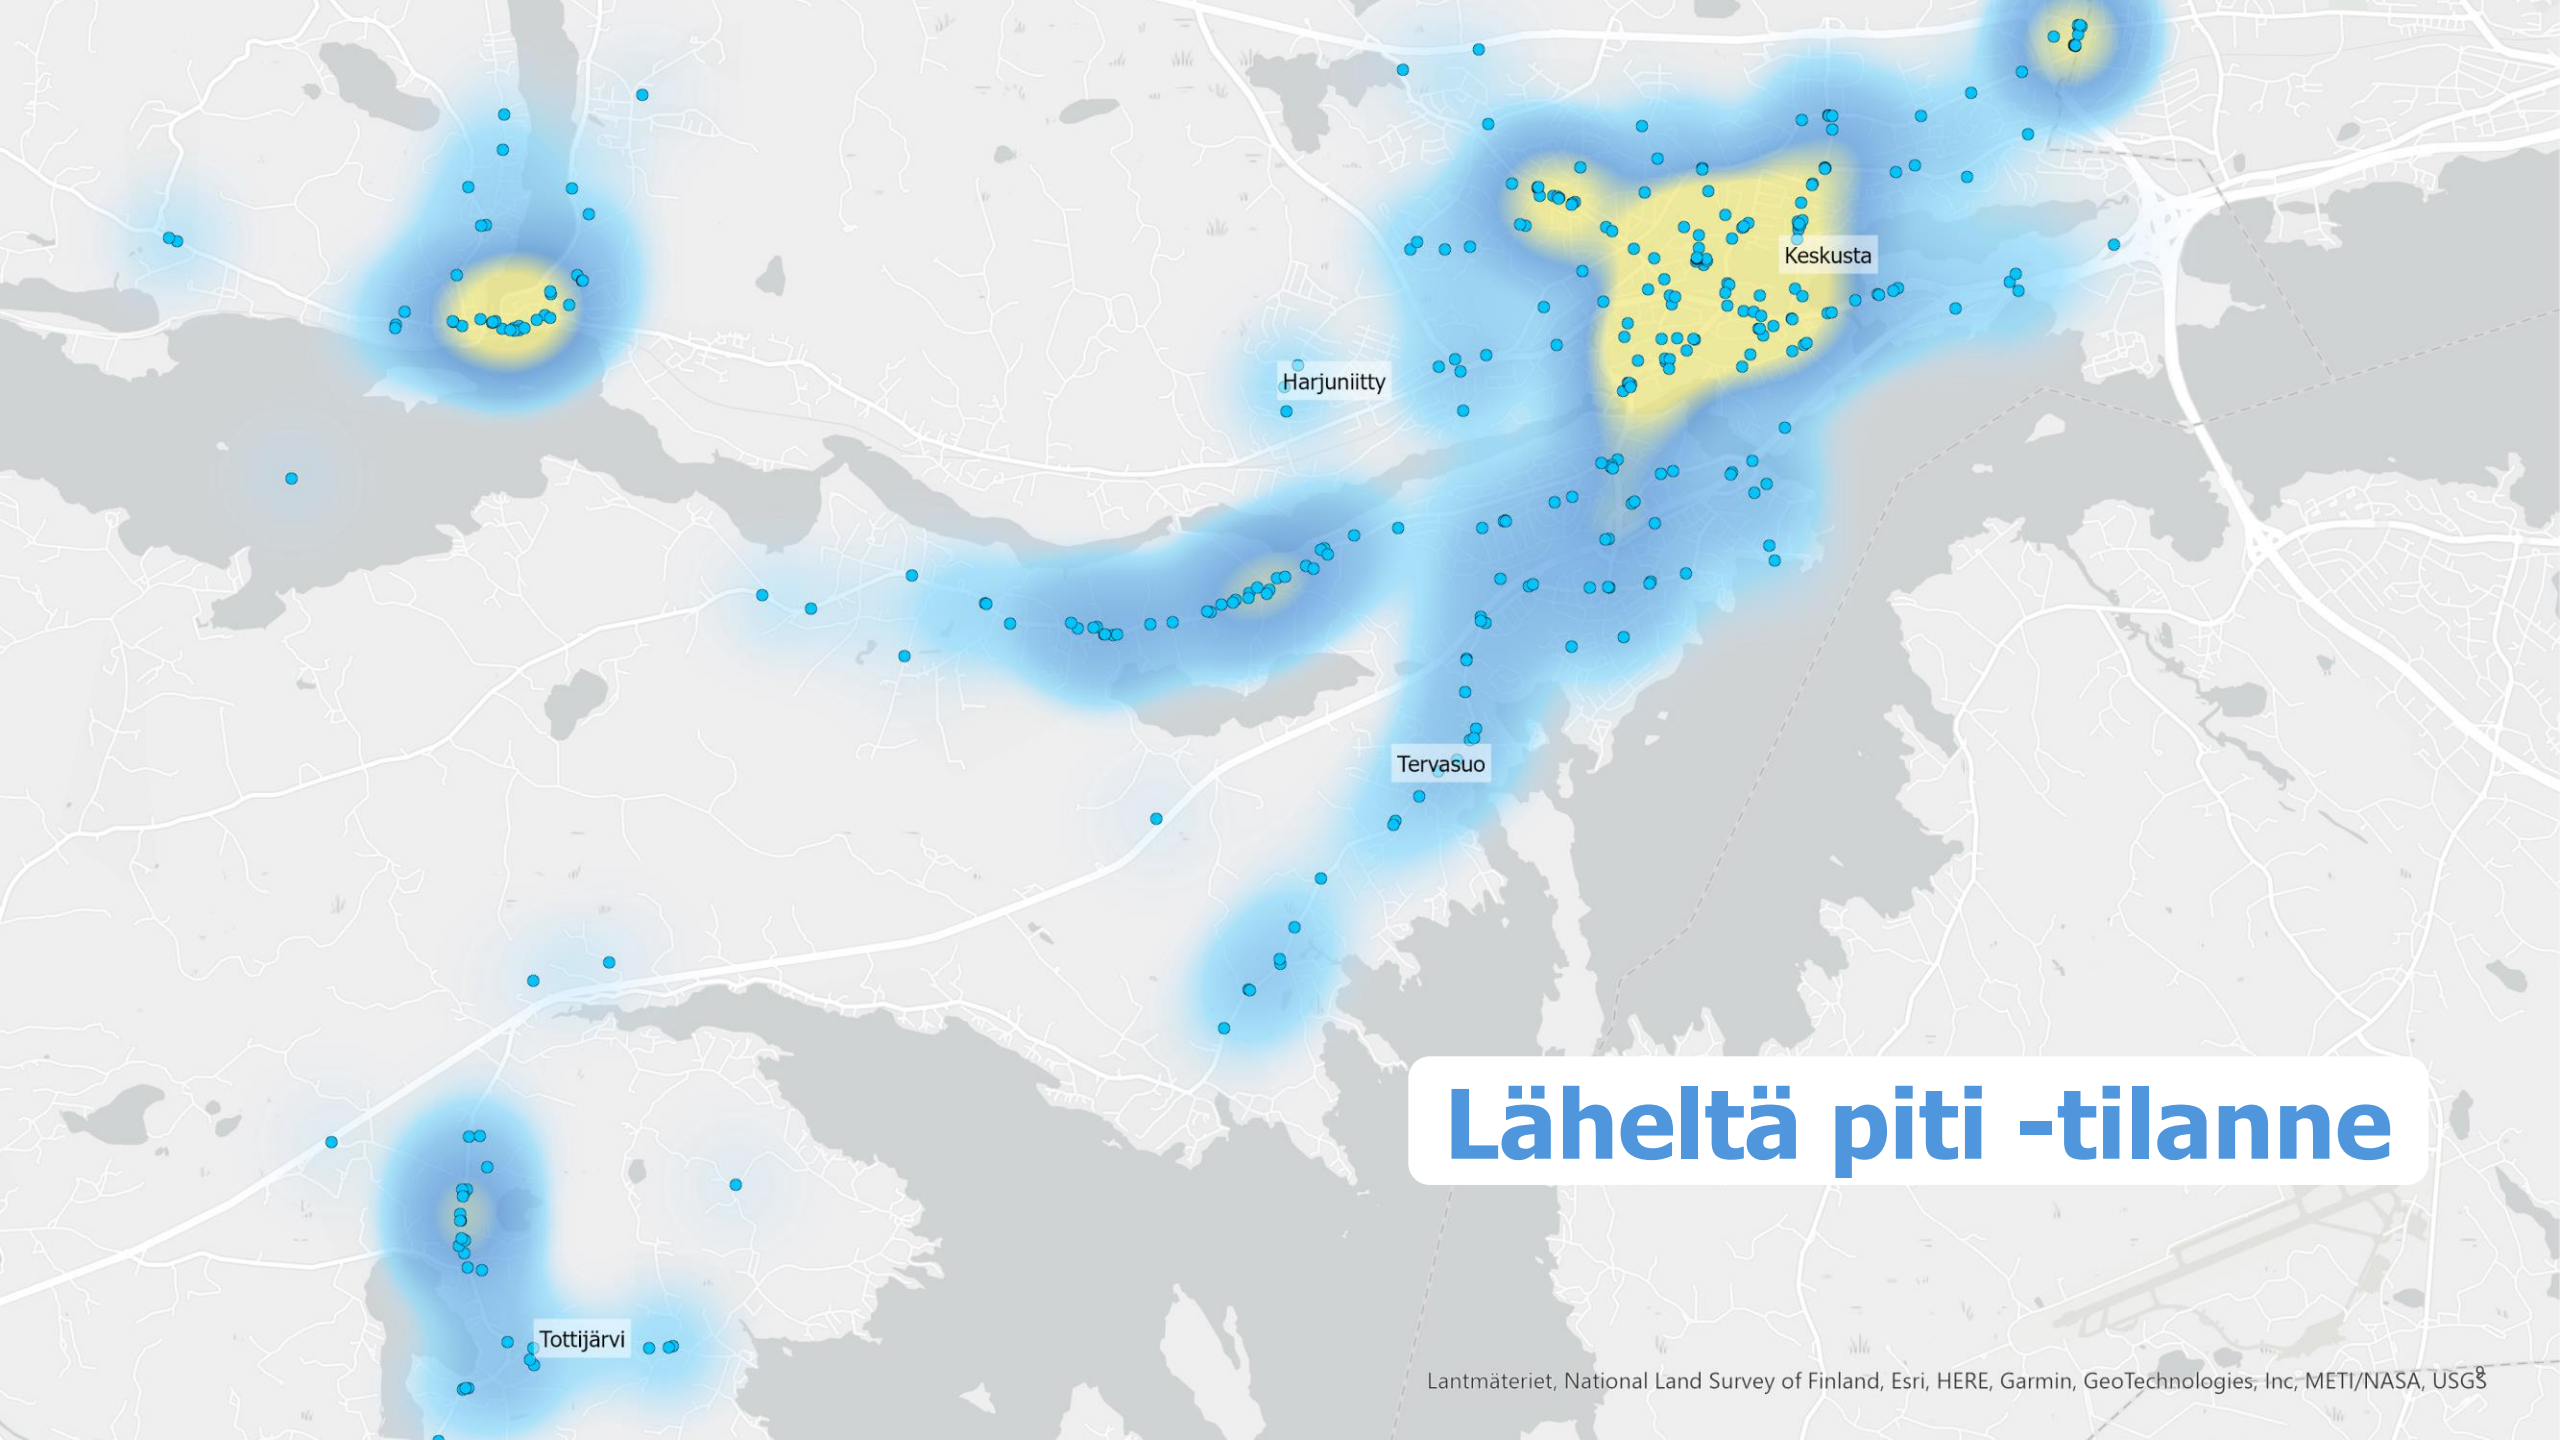 Keskusta
Harjuniitty
Tervasuo
Läheltä piti -tilanne
Tottijärvi
9
Lantmäteriet, National Land Survey of Finland, Esri, HERE, Garmin, GeoTechnologies, Inc, METI/NASA, USGS